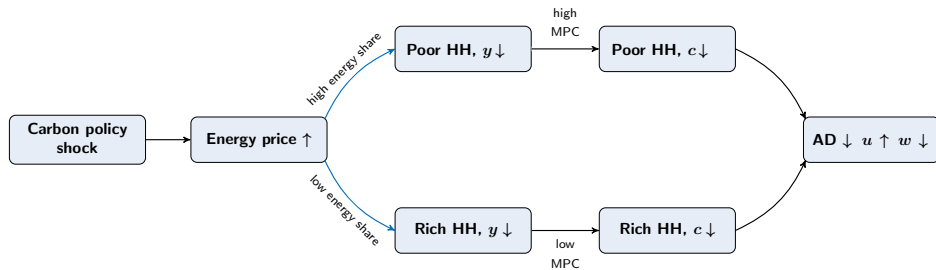 high
MPC
Poor HH, y ↓
Poor HH, c ↓
high energy share
Carbon policy
shock
Energy price ↑
AD ↓ u ↑ w ↓
low energy share
Rich HH, y ↓
Rich HH, c ↓
low
MPC